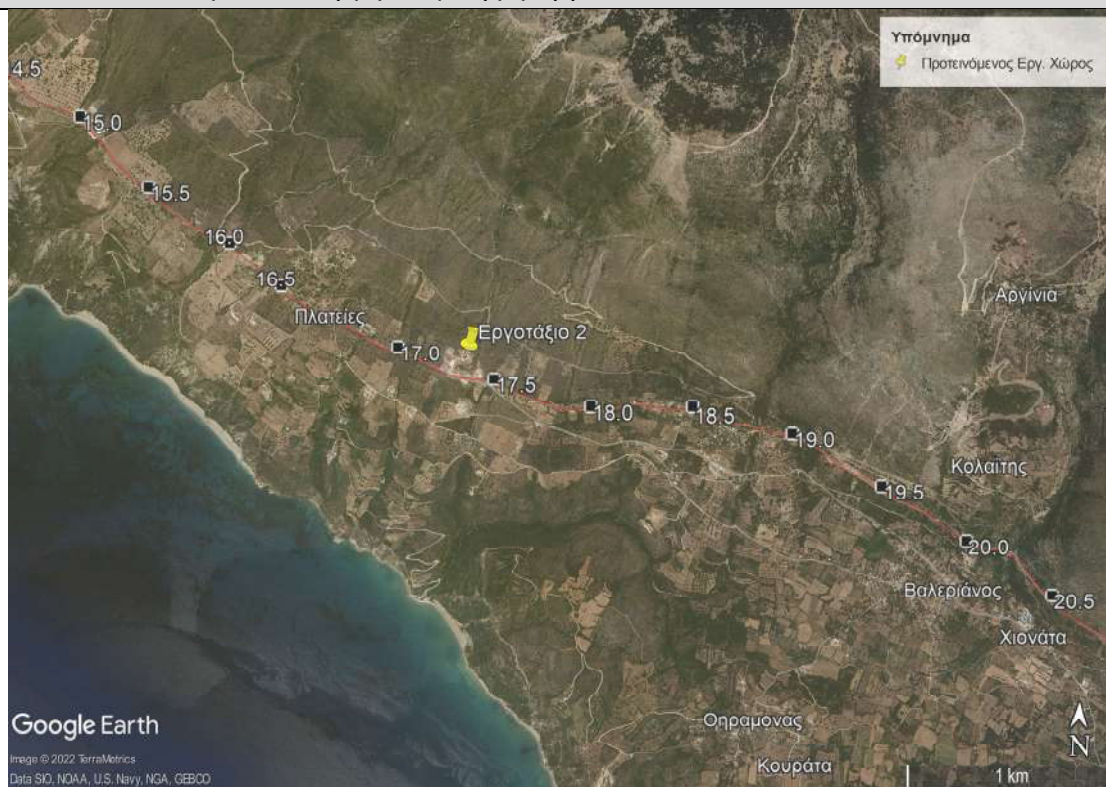 Υπόμνημα
Προτεινόμενος Εργ. Χώρος
4.5
15.0
15.5
16.0
16.5
Αργίνια
Πλατείες
Εργοτάξιο 2
17.0
17.5
18.0
18.5
19.0
Κολαΐτης
19.5
20.0
Βαλεριάνος
20.5
Χιονάτα
Θηραμονας
Κουράτα
N
1 km
Google Earth
Image © 2022 TerraMetrics
Data SIO, NOAA, U.S. Navy, NGA, GEBCO